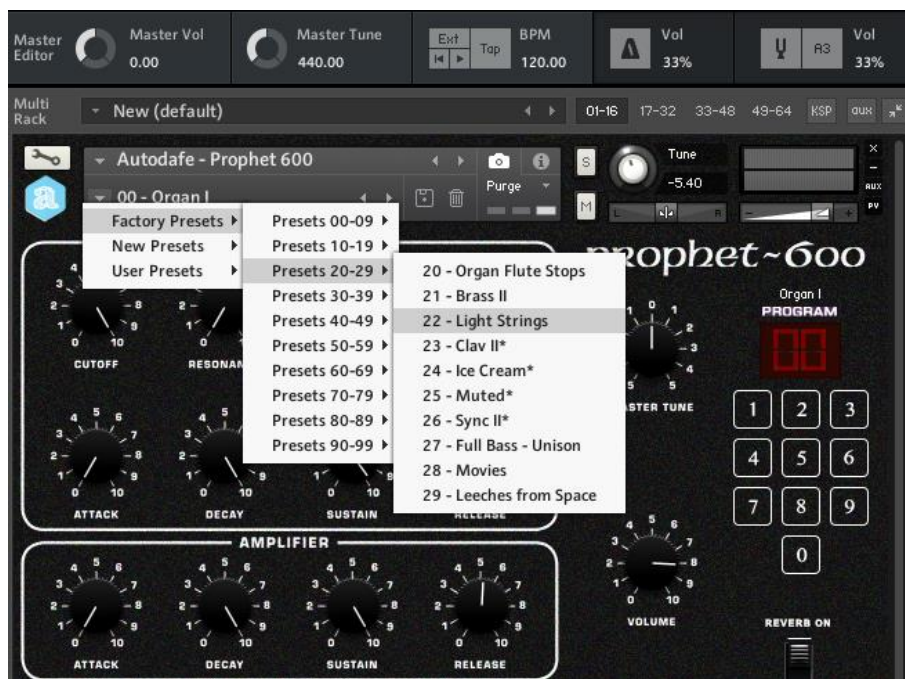 Master Editor
Master Vol
0.00
Master Tune
440.00
Ext
Tap
BPM
120.00
Vol
33%
A3
Vol
33%
Multi Rack
New (default)
01-16 17-32 33-48 49-64 KSP aux
Autodafe - Prophet 600
Purge
S
M
Tune
-5.40
L R
AUX
PV
00 - Organ I
Factory Presets
New Presets
User Presets
Presets 00-09
Presets 10-19
Presets 20-29
Presets 30-39
Presets 40-49
Presets 50-59
Presets 60-69
Presets 70-79
Presets 80-89
Presets 90-99
20 - Organ Flute Stops
21 - Brass II
22 - Light Strings
23 - Clav II*
24 - Ice Cream*
25 - Muted*
26 - Sync II*
27 - Full Bass - Unison
28 - Movies
29 - Leeches from Space
prophet~600
Organ I
PROGRAM
00
1 2 3
4 5 6
7 8 9
0
CUTOFF
ATTACK DECAY SUSTAIN RELEASE
AMPLIFIER
ATTACK DECAY SUSTAIN RELEASE
VOLUME
REVERB ON